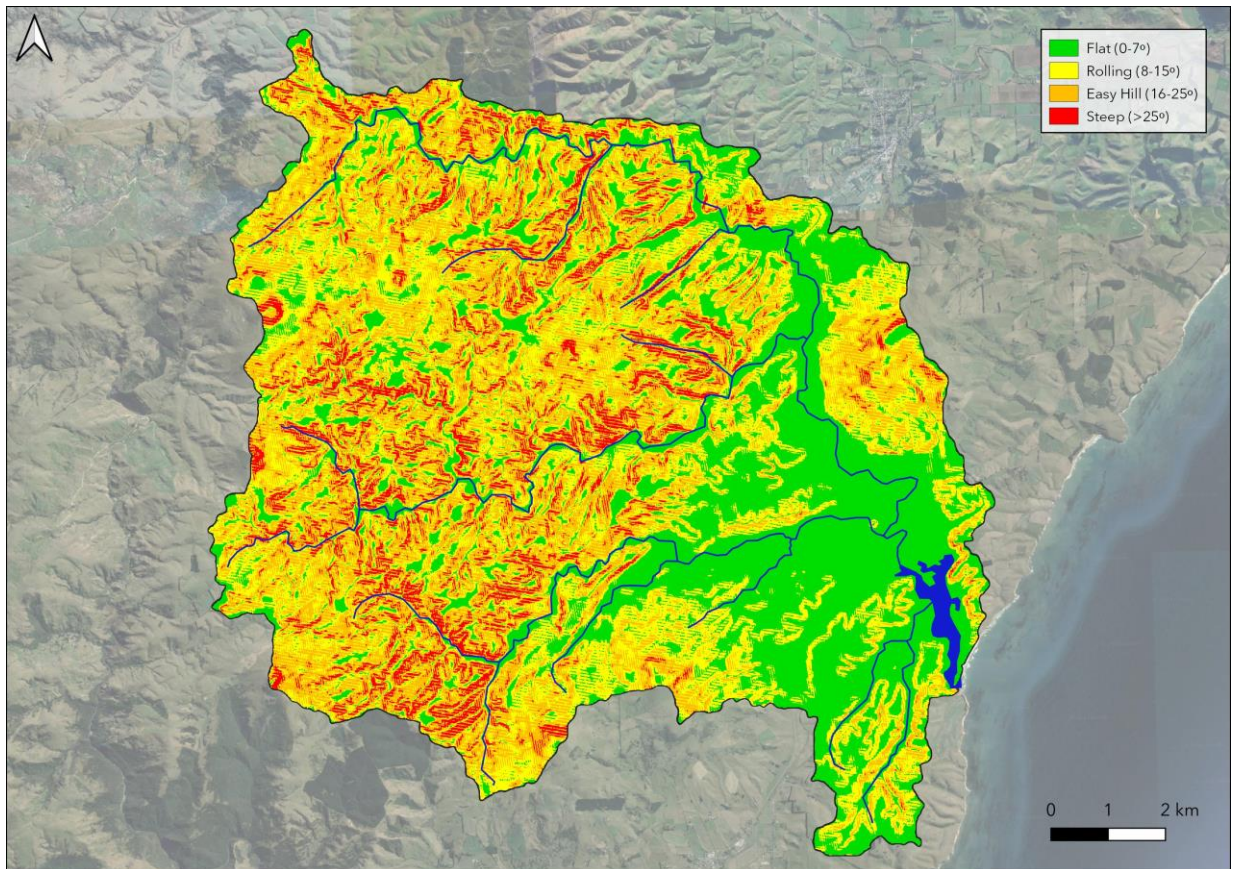 Flat (0-7º)
Rolling (8-15º)
Easy Hill (16-25º)
Steep (>25º)
0 1 2 km